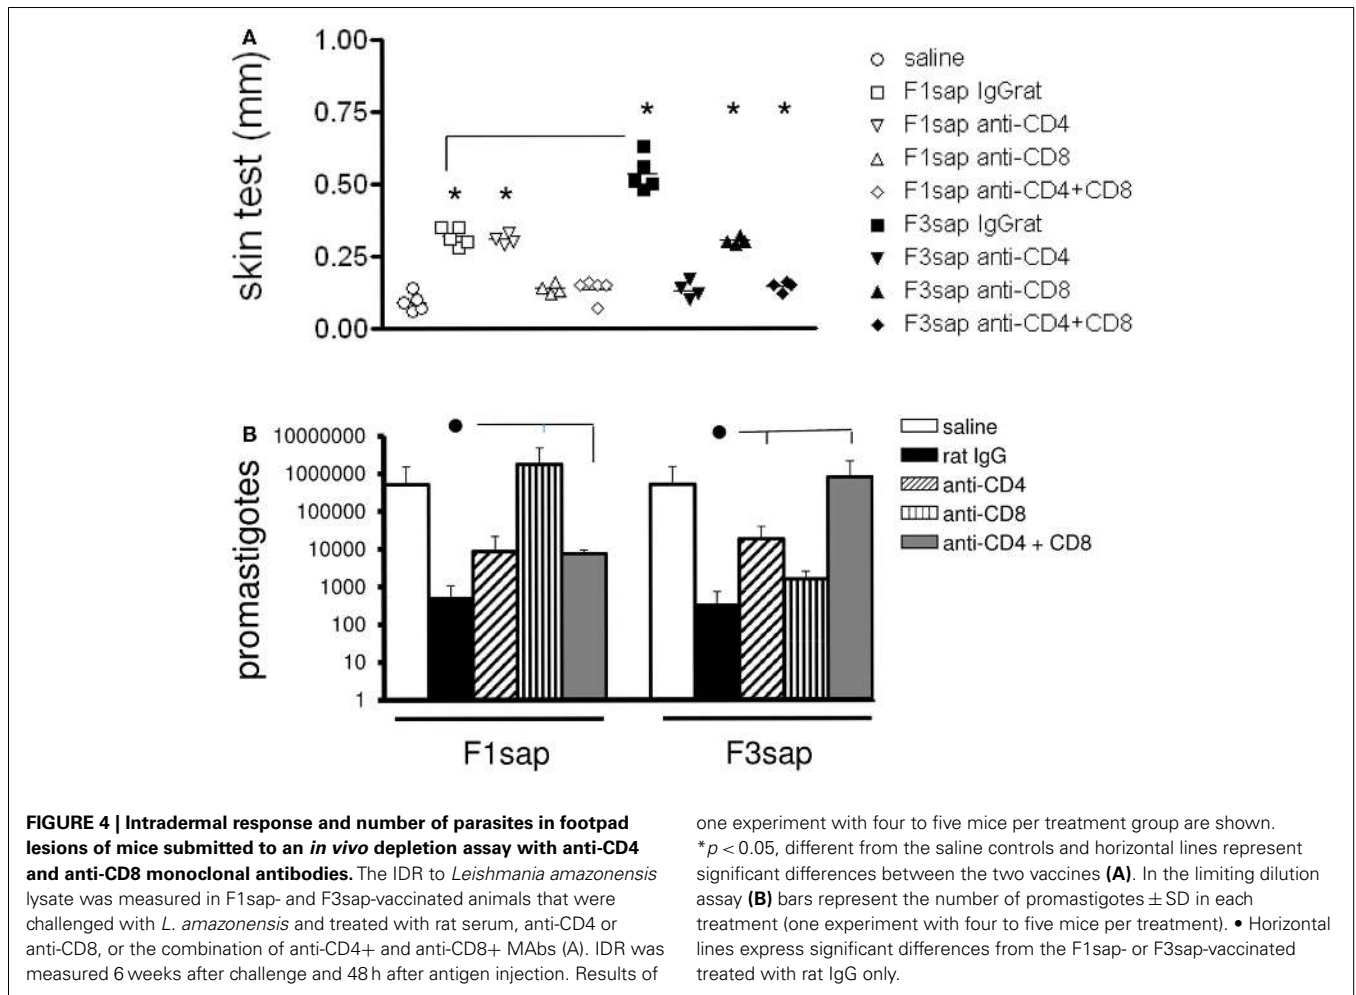 A
1.00
0.75
0.50
0.25
0.00
skin test (mm)
* * * * *
saline
F1sap IgGrat
F1sap anti-CD4
F1sap anti-CD8
F1sap anti-CD4+CD8
F3sap IgGrat
F3sap anti-CD4
F3sap anti-CD8
F3sap anti-CD4+CD8
B
10000000
1000000
100000
10000
1000
100
10
1
promastigotes
saline
rat IgG
anti-CD4
anti-CD8
anti-CD4 + CD8
F1sap
F3sap
FIGURE 4 | Intradermal response and number of parasites in footpad
lesions of mice submitted to an in vivo depletion assay with anti-CD4
and anti-CD8 monoclonal antibodies. The IDR to Leishmania amazonensis
lysate was measured in F1sap- and F3sap-vaccinated animals that were
challenged with L. amazonensis and treated with rat serum, anti-CD4 or
anti-CD8, or the combination of anti-CD4+ and anti-CD8+ MAbs (A). IDR was
measured 6 weeks after challenge and 48 h after antigen injection. Results of
one experiment with four to five mice per treatment group are shown.
*p < 0.05, different from the saline controls and horizontal lines represent
significant differences between the two vaccines (A). In the limiting dilution
assay (B) bars represent the number of promastigotes ± SD in each
treatment (one experiment with four to five mice per treatment). • Horizontal
lines express significant differences from the F1sap- or F3sap-vaccinated
treated with rat IgG only.